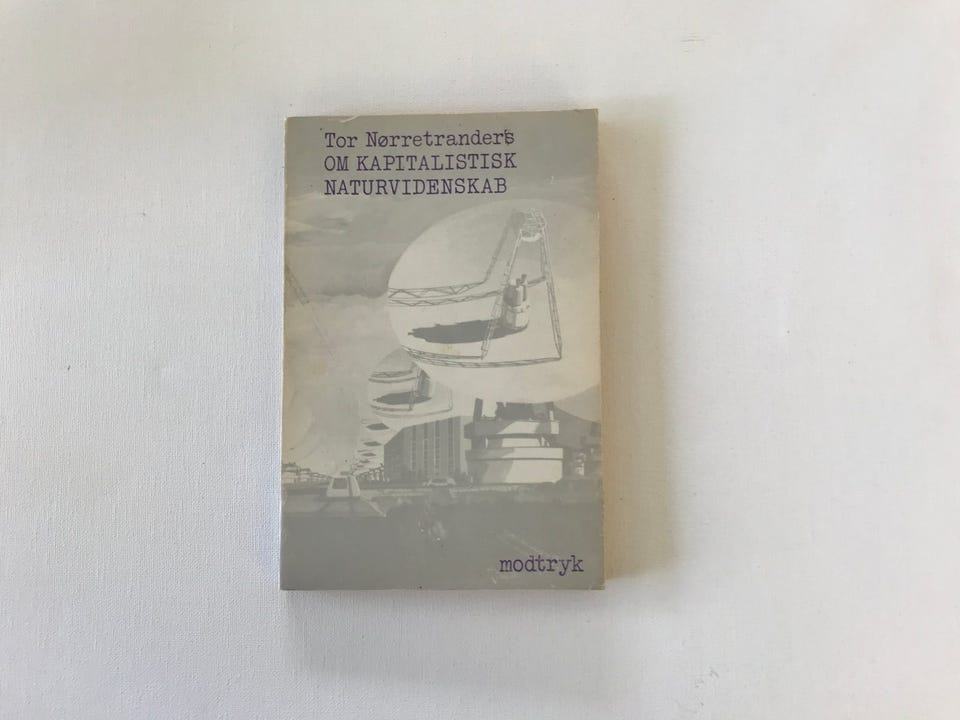 Tor Nørretranders
OM KAPITALISTISK
NATURVIDENSKAB
modtryk